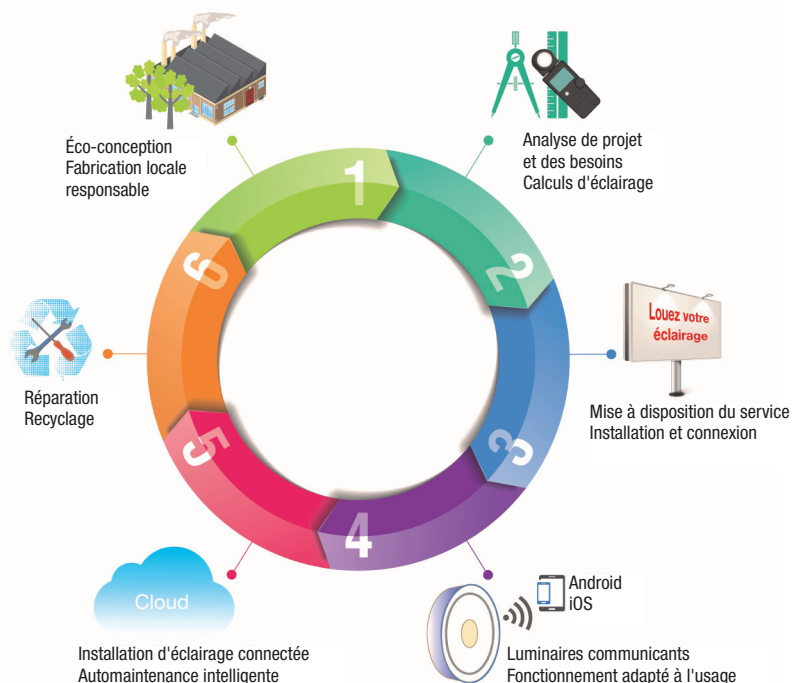 Éco-conception
Fabrication locale
responsable
1
Analyse de projet
et des besoins
Calculs d'éclairage
2
Louez votre
éclairage
Mise à disposition du service
Installation et connexion
3
Android
iOS
Luminaires communicants
Fonctionnement adapté à l'usage
4
Cloud
Installation d'éclairage connectée
Automaintenance intelligente
5
Réparation
Recyclage
6